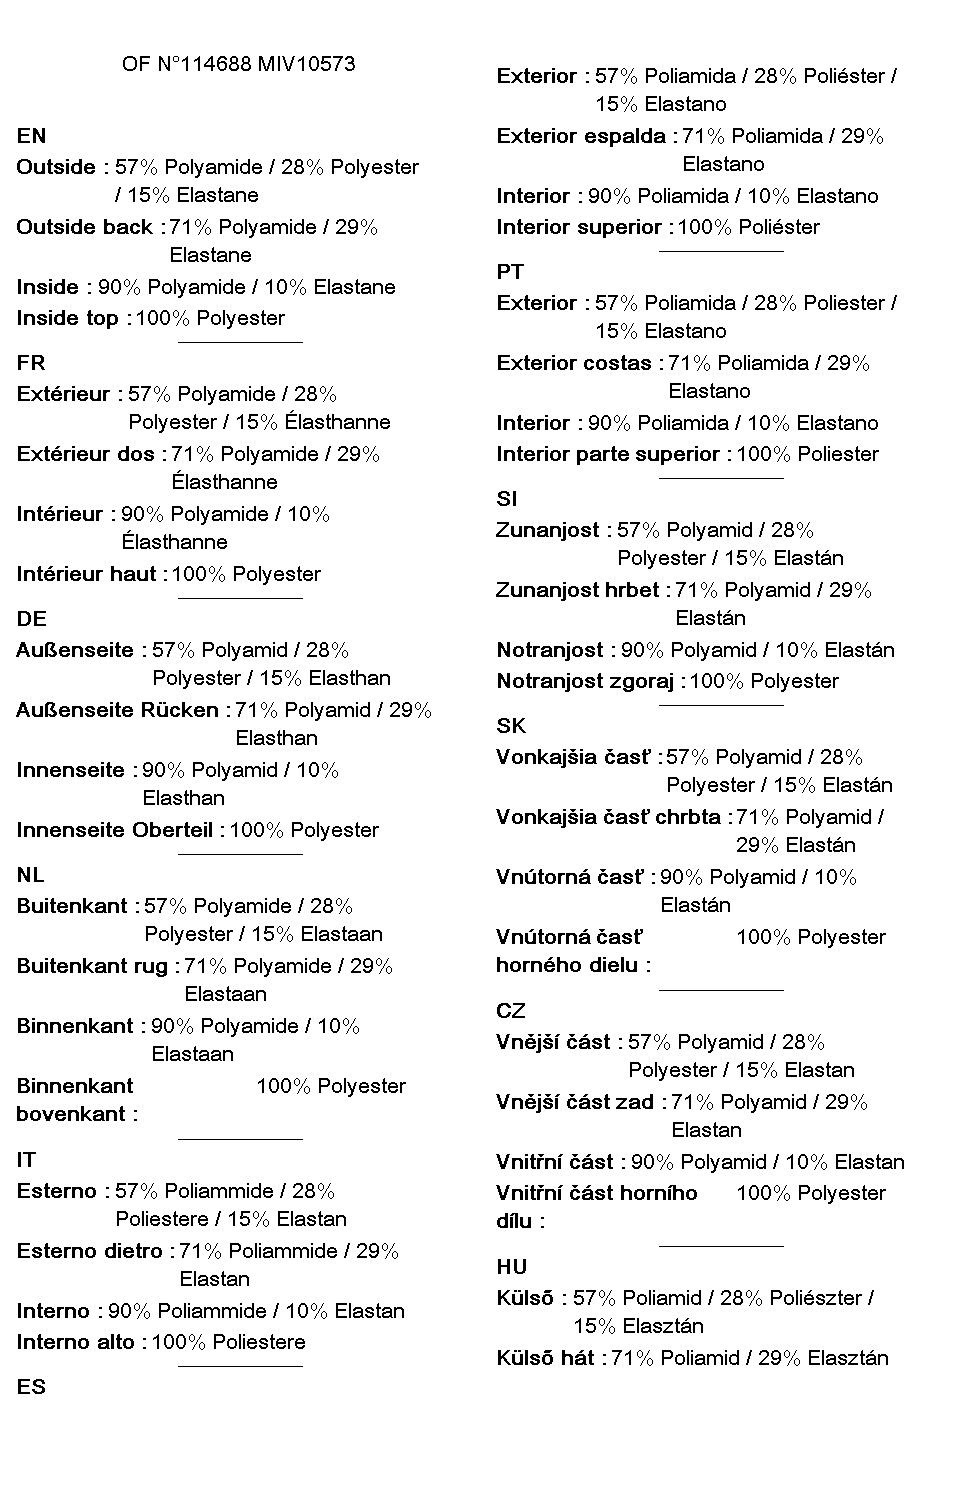 OF N°114688 MIV10573
EN
Outside : 57% Polyamide / 28% Polyester
/ 15% Elastane
Outside back : 71% Polyamide / 29%
Elastane
Inside : 90% Polyamide / 10% Elastane
Inside top : 100% Polyester
FR
Extérieur : 57% Polyamide / 28%
Polyester / 15% Élasthanne
Extérieur dos : 71% Polyamide / 29%
Élasthanne
Intérieur : 90% Polyamide / 10%
Élasthanne
Intérieur haut : 100% Polyester
DE
Außenseite : 57% Polyamid / 28%
Polyester / 15% Elasthan
Außenseite Rücken : 71% Polyamid / 29%
Elasthan
Innenseite : 90% Polyamid / 10%
Elasthan
Innenseite Oberteil : 100% Polyester
NL
Buitenkant : 57% Polyamide / 28%
Polyester / 15% Elastaan
Buitenkant rug : 71% Polyamide / 29%
Elastaan
Binnenkant : 90% Polyamide / 10%
Elastaan
Binnenkant 100% Polyester
bovenkant :
IT
Esterno : 57% Poliammide / 28%
Poliestere / 15% Elastan
Esterno dietro : 71% Poliammide / 29%
Elastan
Interno : 90% Poliammide / 10% Elastan
Interno alto : 100% Poliestere
ES
Exterior : 57% Poliamida / 28% Poliéster /
15% Elastano
Exterior espalda : 71% Poliamida / 29%
Elastano
Interior : 90% Poliamida / 10% Elastano
Interior superior : 100% Poliéster
PT
Exterior : 57% Poliamida / 28% Poliester /
15% Elastano
Exterior costas : 71% Poliamida / 29%
Elastano
Interior : 90% Poliamida / 10% Elastano
Interior parte superior : 100% Poliester
SI
Zunanjost : 57% Polyamid / 28%
Polyester / 15% Elastán
Zunanjost hrbet : 71% Polyamid / 29%
Elastán
Notranjost : 90% Polyamid / 10% Elastán
Notranjost zgoraj : 100% Polyester
SK
Vonkajšia časť : 57% Polyamid / 28%
Polyester / 15% Elastán
Vonkajšia časť chrbta : 71% Polyamid /
29% Elastán
Vnútorná časť : 90% Polyamid / 10%
Elastán
Vnútorná časť 100% Polyester
horného dielu :
CZ
Vnější část : 57% Polyamid / 28%
Polyester / 15% Elastan
Vnější část zad : 71% Polyamid / 29%
Elastan
Vnitřní část : 90% Polyamid / 10% Elastan
Vnitřní část horního 100% Polyester
dílu :
HU
Külső : 57% Poliamid / 28% Poliészter /
15% Elasztán
Külső hát : 71% Poliamid / 29% Elasztán